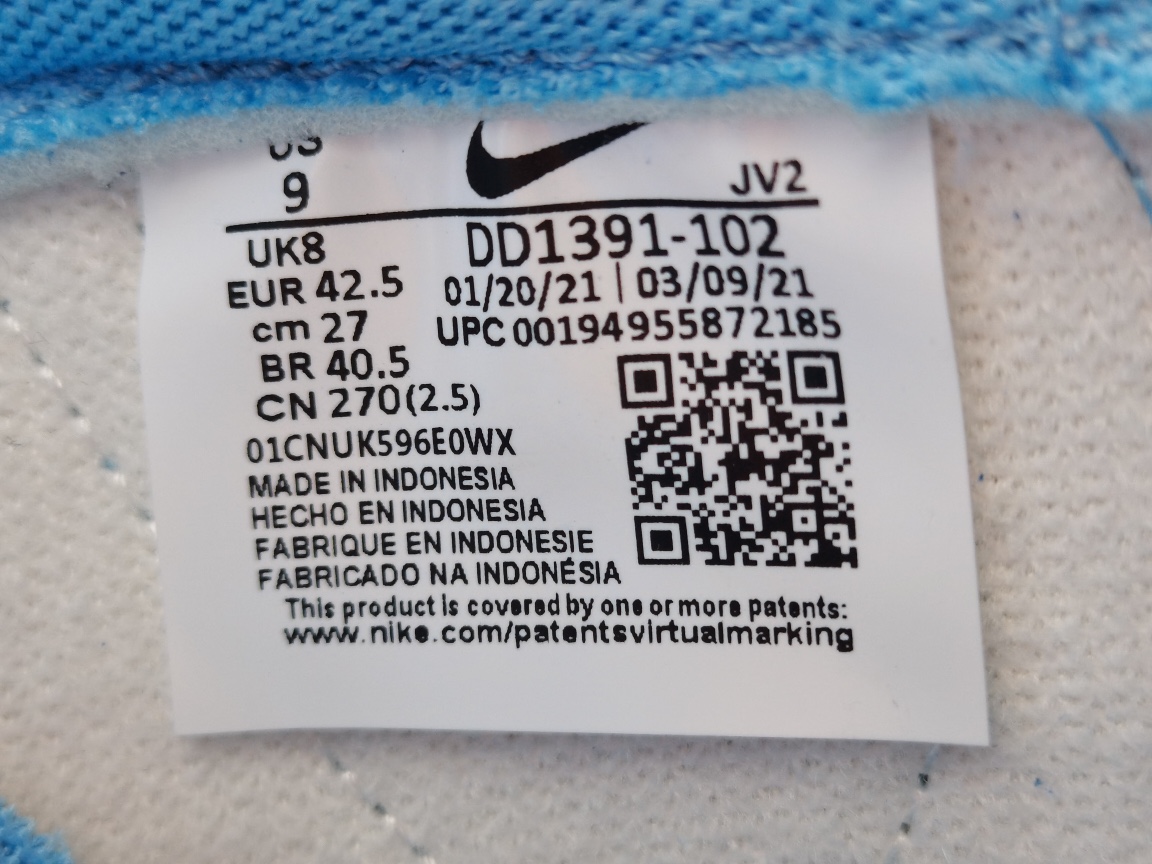 US
9
JV2
UK8
DD1391-102
EUR 42.5
01/20/21 | 03/09/21
cm 27
UPC 00194955872185
BR 40.5
CN 270(2.5)
01CNUK596E0WX
MADE IN INDONESIA
HECHO EN INDONESIA
FABRIQUE EN INDONESIE
FABRICADO NA INDONÉSIA
This product is covered by one or more patents:
www.nike.com/patentsvirtualmarking